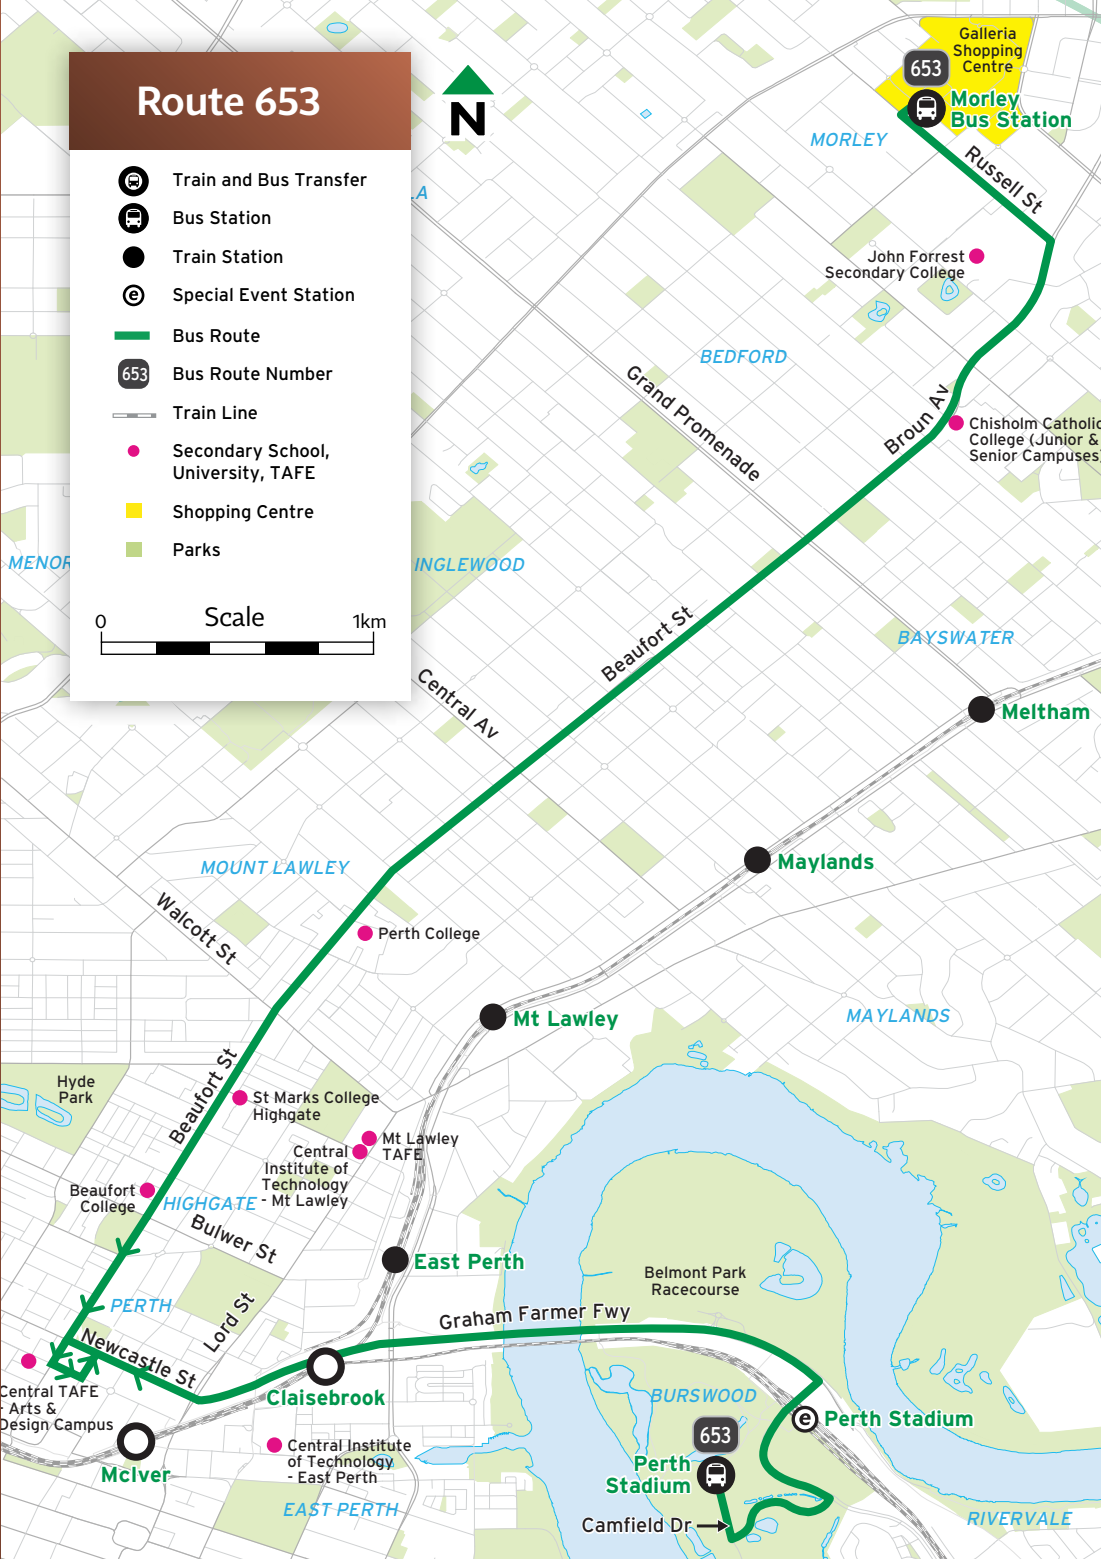 Route 653
Train and Bus Transfer
Bus Station
Train Station
e
Special Event Station
Bus Route
653
Bus Route Number
Train Line
Secondary School,
University, TAFE
Shopping Centre
Parks
Scale
0
1km
N
Galleria
Shopping
Centre
653
Morley
Bus Station
MORLEY
Russell St
LA
John Forrest
Secondary College
BEDFORD
Grand Promenade
Broun Av
Chisholm Catholic
College (Junior &
Senior Campuses)
MENOR
INGLEWOOD
Beaufort St
BAYSWATER
Central Av
Meltham
Maylands
MOUNT LAWLEY
Walcott St
Perth College
Mt Lawley
MAYLANDS
Hyde
Park
Beaufort St
St Marks College
Highgate
Mt Lawley
TAFE
Central
Institute of
Technology
- Mt Lawley
Beaufort
College
HIGHGATE
Bulwer St
East Perth
Belmont Park
Racecourse
PERTH
Lord St
Graham Farmer Fwy
Newcastle St
Central TAFE
- Arts &
Design Campus
Claisebrook
BURSWOOD
e
Perth Stadium
653
McIver
Central Institute
of Technology
- East Perth
Perth
Stadium
EAST PERTH
Camfield Dr
RIVERVALE